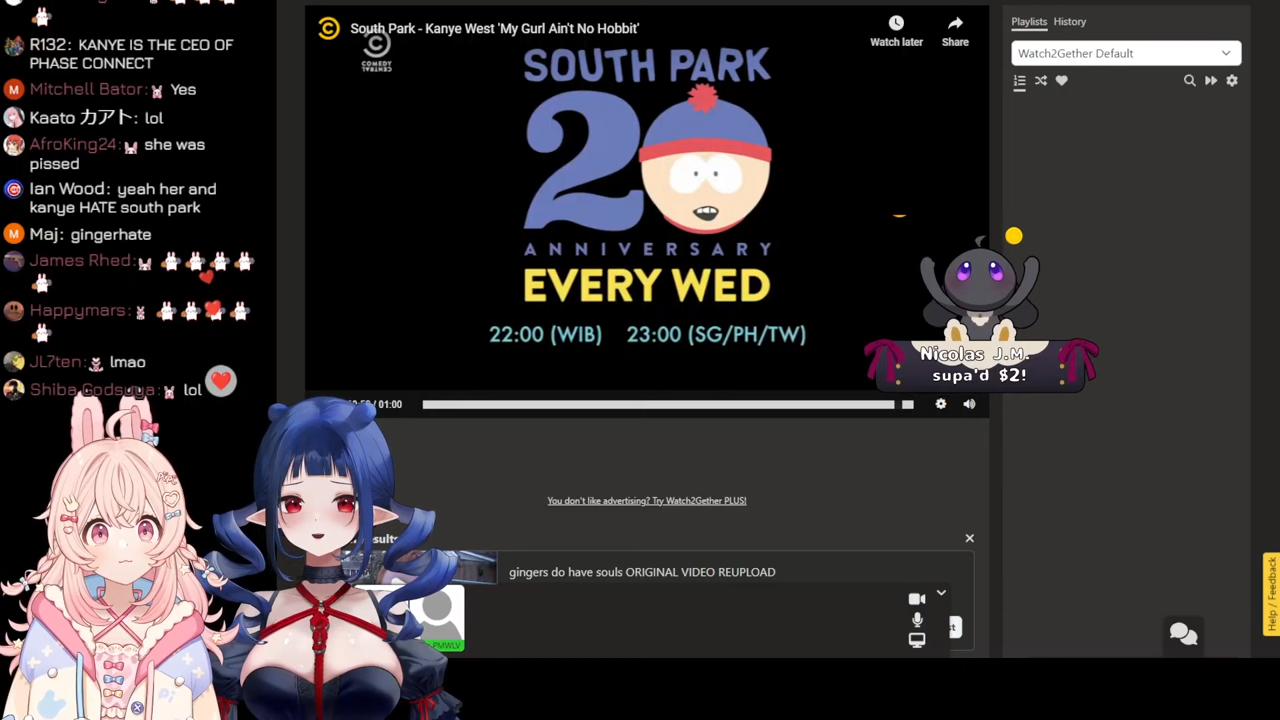 R132: KANYE IS THE CEO OF
PHASE CONNECT
Mitchell Bator: Yes
Kaato カアト: lol
AfroKing24: she was
pissed
Ian Wood: yeah her and
kanye HATE south park
Maj: gingerhate
James Rhed:
Happymars:
JL7ten: lmao
Shiba Godsuya: lol
South Park - Kanye West 'My Gurl Ain't No Hobbit'
COMEDY
CENTRAL
Watch later
Share
SOUTH PARK
20
ANNIVERSARY
EVERY WED
22:00 (WIB) 23:00 (SG/PH/TW)
/ 01:00
Nicolas J.M.
supa'd $2!
You don't like advertising? Try Watch2Gether PLUS!
gingers do have souls ORIGINAL VIDEO REUPLOAD
PMWLV
Playlists History
Watch2Gether Default
Help / Feedback